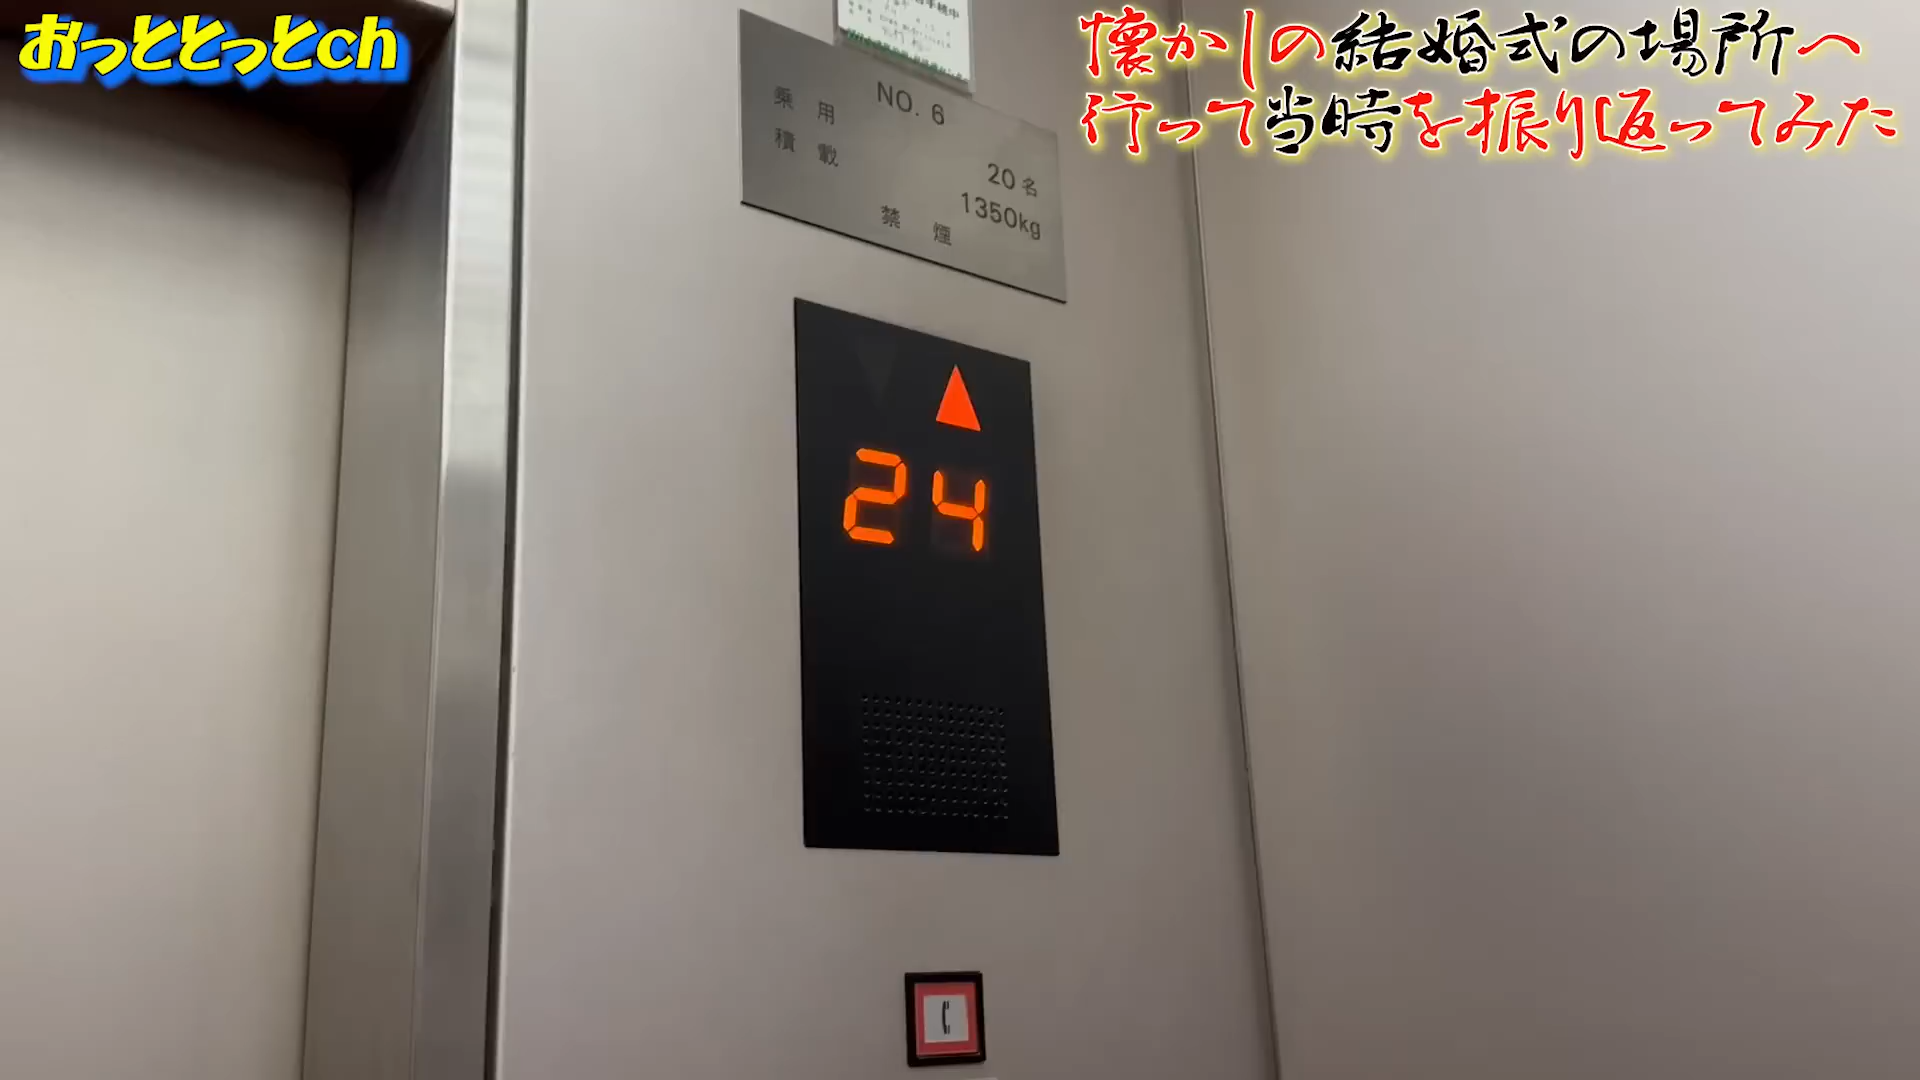 おっととっとch
懐かしの結婚式の場所へ
行って当時を振り返ってみた
NO. 6
乗用 20名
積載 1350kg
禁煙
24